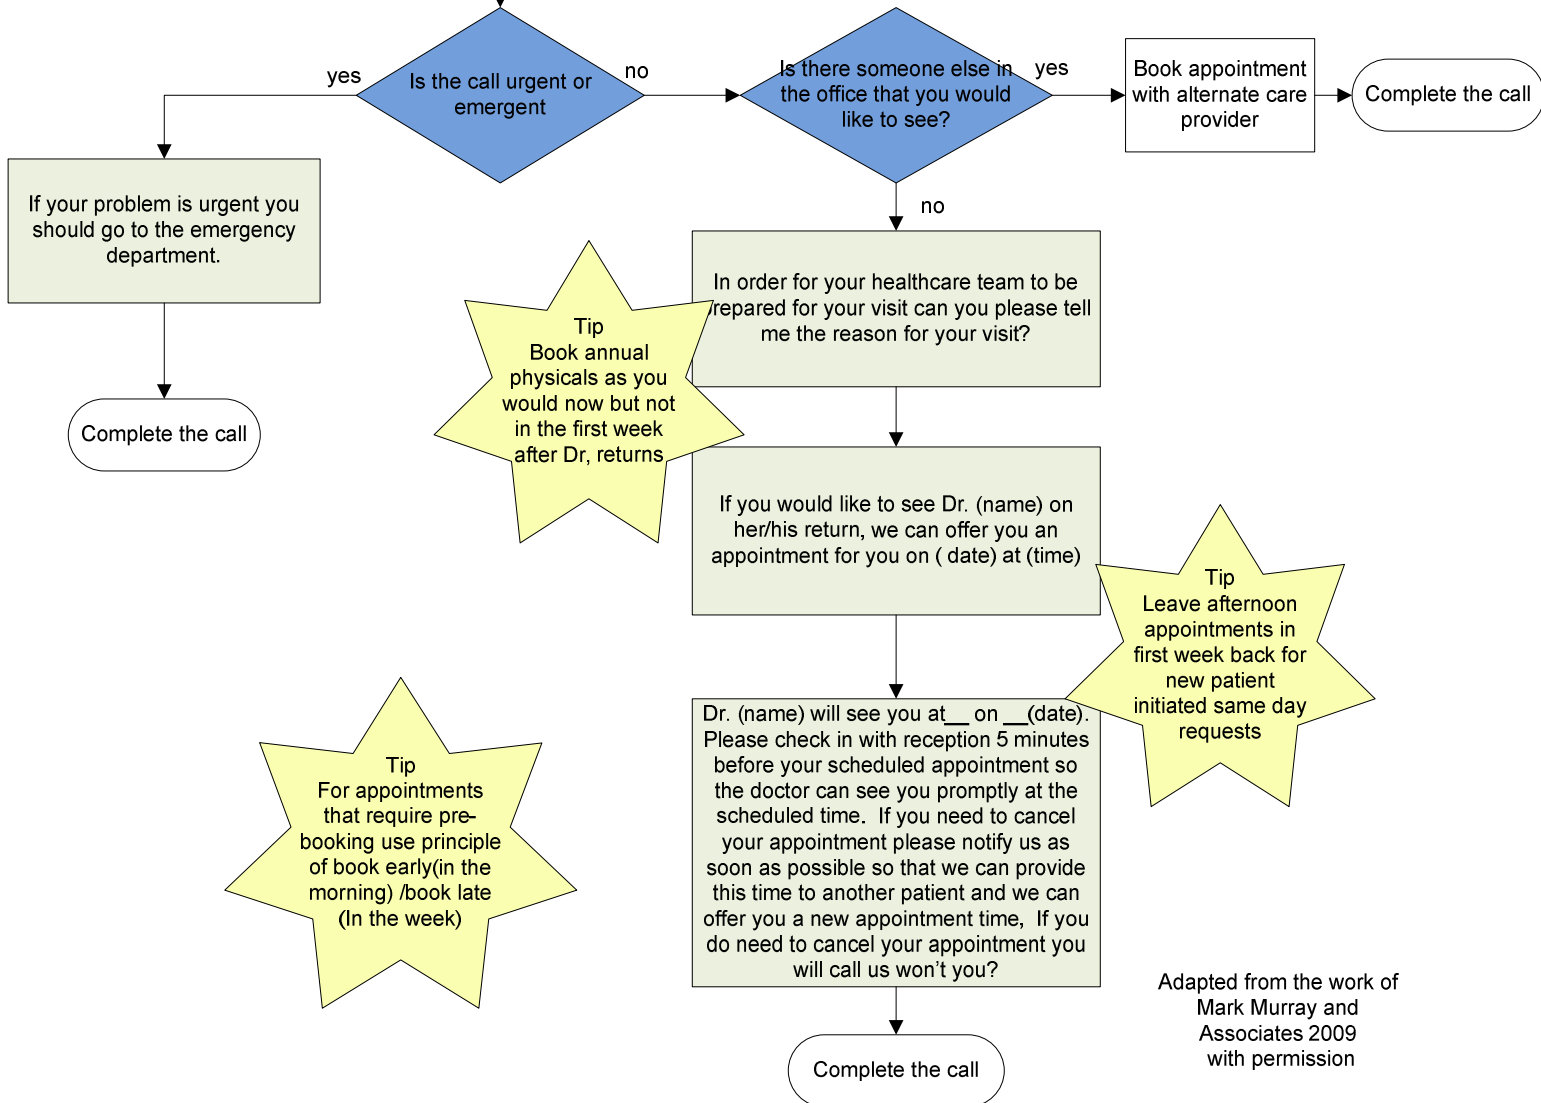 yes
Is the call urgent or
emergent
no
Is there someone else in
the office that you would
like to see?
yes
Book appointment
with alternate care
provider
Complete the call
If your problem is urgent you
should go to the emergency
department.
Complete the call
no
In order for your healthcare team to be
prepared for your visit can you please tell
me the reason for your visit?
Tip
Book annual
physicals as you
would now but not
in the first week
after Dr, returns
If you would like to see Dr. (name) on
her/his return, we can offer you an
appointment for you on ( date) at (time)
Tip
Leave afternoon
appointments in
first week back for
new patient
initiated same day
requests
Tip
For appointments
that require pre-
booking use principle
of book early(in the
morning) /book late
(In the week)
Dr. (name) will see you at__ on __(date).
Please check in with reception 5 minutes
before your scheduled appointment so
the doctor can see you promptly at the
scheduled time.  If you need to cancel
your appointment please notify us as
soon as possible so that we can provide
this time to another patient and we can
offer you a new appointment time,  If you
do need to cancel your appointment you
will call us won't you?
Complete the call
Adapted from the work of
Mark Murray and
Associates 2009
with permission